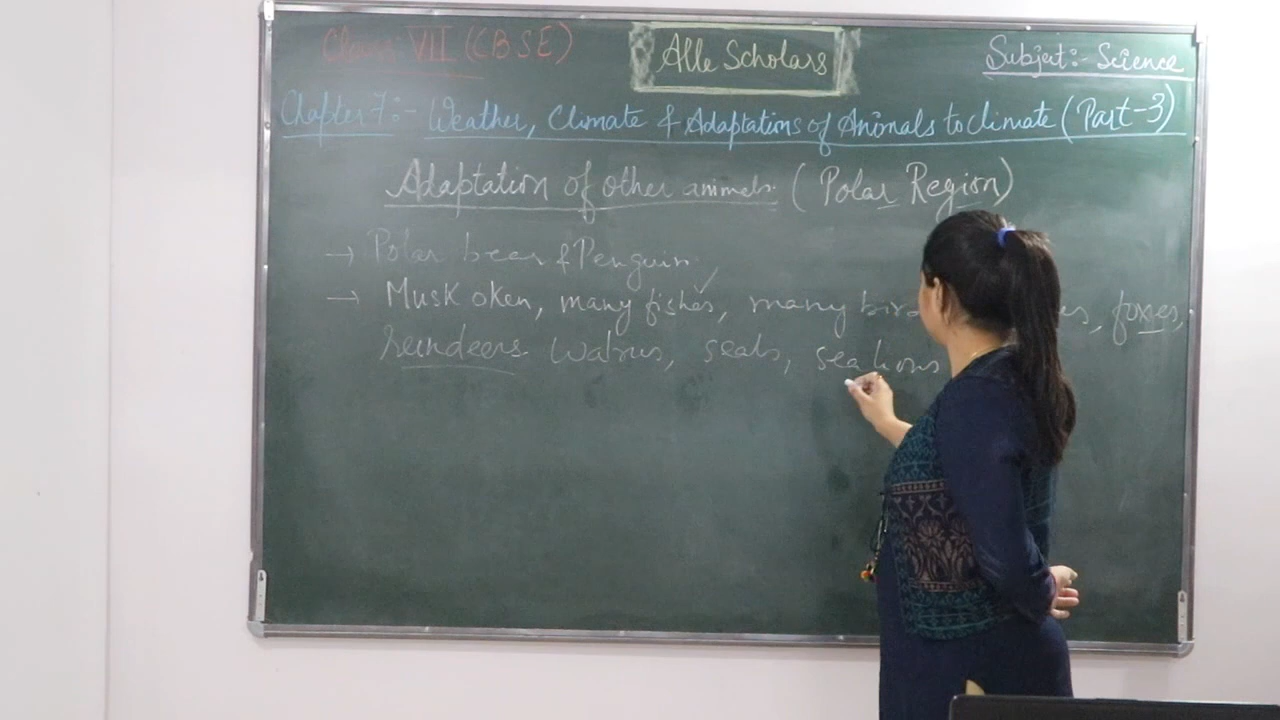 Class VII (CBSE)
Alle Scholars
Subject:- Science
Chapter 7:- Weather, Climate & Adaptations of Animals to climate (Part-3)
Adaptation of other animals. (Polar Region)
→ Polar bear & Penguin.
→ Musk oxen, many fishes, many foxes,
Reindeers. Walrus, seals, sea lions